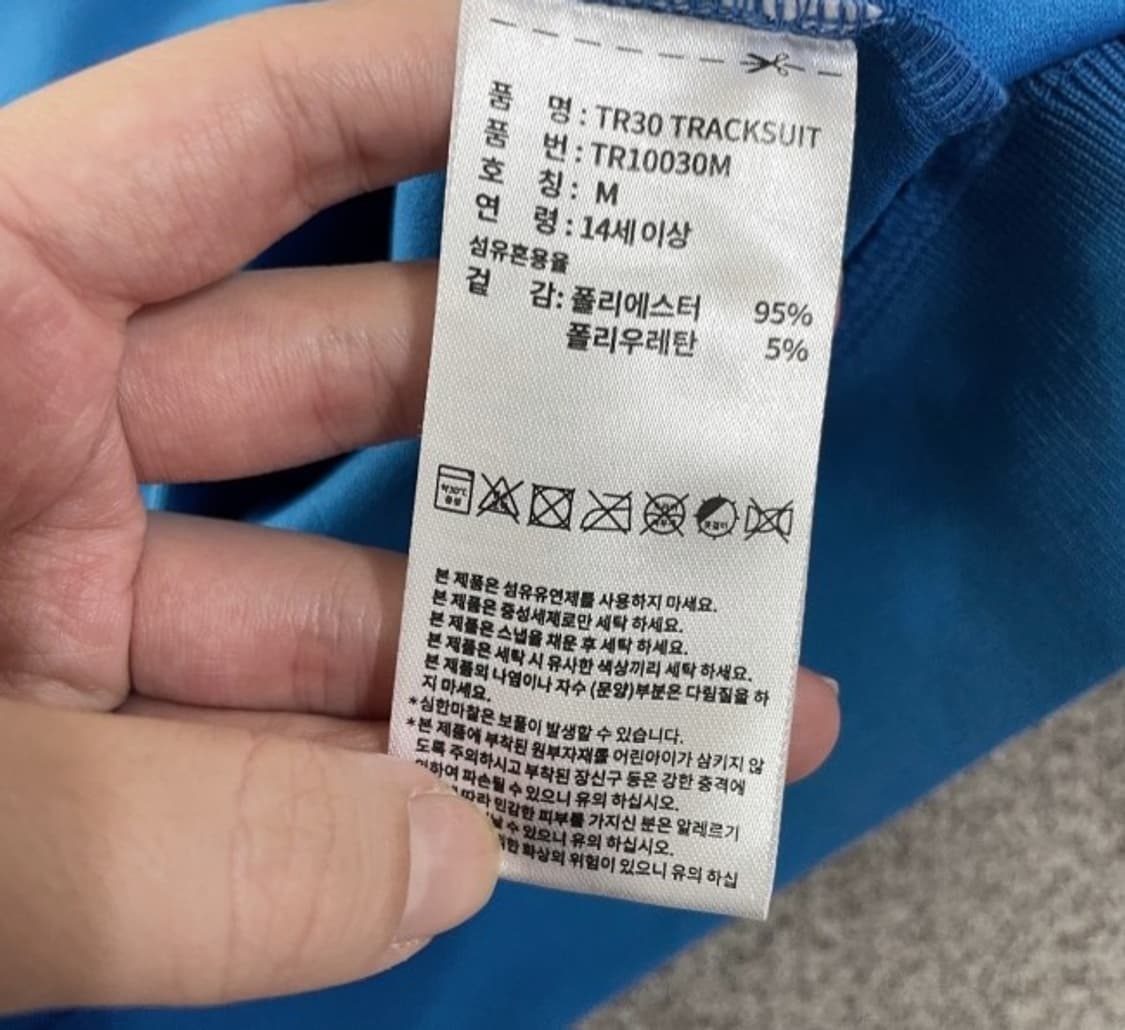 품 명 : TR30 TRACKSUIT
품 번 : TR10030M
호 칭 : M
연 령 : 14세 이상
섬유혼용율
겉 감: 폴리에스터 95%
폴리우레탄 5%
약30℃ 중성
본 제품은 섬유유연제를 사용하지 마세요.
본 제품은 중성세제로만 세탁 하세요.
본 제품은 스냅을 채운 후 세탁 하세요.
본 제품은 세탁 시 유사한 색상끼리 세탁 하세요.
본 제품의 나염이나 자수 (문양)부분은 다림질을 하
지 마세요.
*심한마찰은 보풀이 발생할 수 있습니다.
*본 제품에 부착된 원부자재를 어린아이가 삼키지 않
도록 주의하시고 부착된 장신구 등은 강한 충격에
의하여 파손될 수 있으니 유의 하십시오.
따라 민감한 피부를 가지신 분은 알레르기
수 있으니 유의 하십시오.
화상의 위험이 있으니 유의 하십